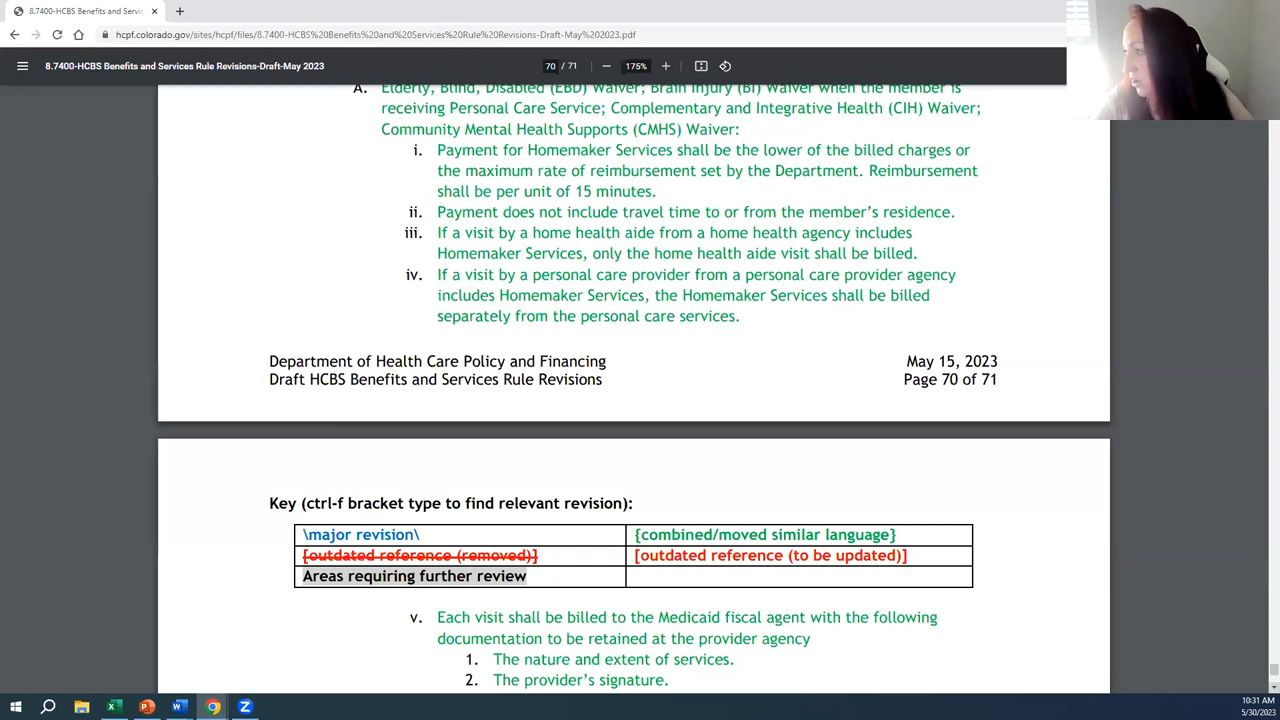 8.7400-HCBS Benefits and Servic
hcpf.colorado.gov/sites/hcpf/files/8.7400-HCBS%20Benefits%20and%20Services%20Rule%20Revisions-Draft-May%202023.pdf
8.7400-HCBS Benefits and Services Rule Revisions-Draft-May 2023
70 / 71
175%
A. Elderly, Blind, Disabled (EBD) Waiver; Brain Injury (BI) Waiver when the member is
receiving Personal Care Service; Complementary and Integrative Health (CIH) Waiver;
Community Mental Health Supports (CMHS) Waiver:
i. Payment for Homemaker Services shall be the lower of the billed charges or
the maximum rate of reimbursement set by the Department. Reimbursement
shall be per unit of 15 minutes.
ii. Payment does not include travel time to or from the member's residence.
iii. If a visit by a home health aide from a home health agency includes
Homemaker Services, only the home health aide visit shall be billed.
iv. If a visit by a personal care provider from a personal care provider agency
includes Homemaker Services, the Homemaker Services shall be billed
separately from the personal care services.
Department of Health Care Policy and Financing May 15, 2023
Draft HCBS Benefits and Services Rule Revisions Page 70 of 71
Key (ctrl-f bracket type to find relevant revision):
\major revision\ {combined/moved similar language}
[outdated reference (removed)] [outdated reference (to be updated)]
Areas requiring further review
v. Each visit shall be billed to the Medicaid fiscal agent with the following
documentation to be retained at the provider agency
1. The nature and extent of services.
2. The provider's signature.
10:31 AM
5/30/2023